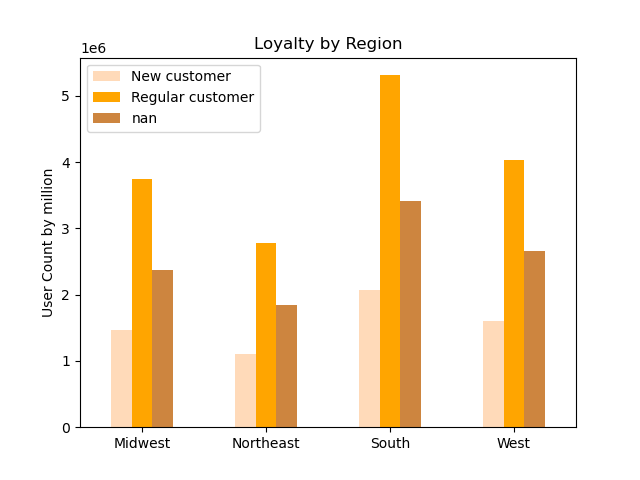 Loyalty by Region
1e6
New customer
Regular customer
nan
User Count by million
5
4
3
2
1
0
Midwest
Northeast
South
West